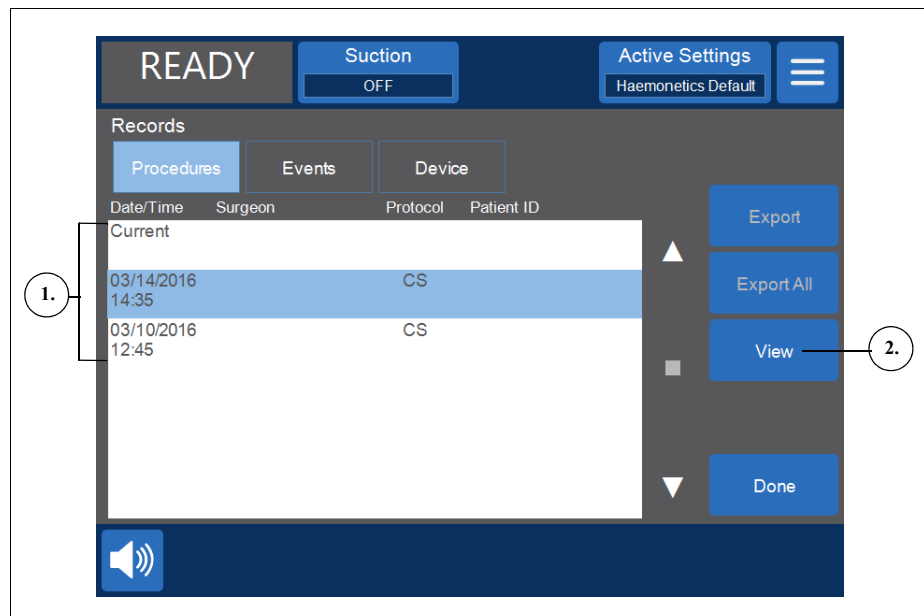 READY
Suction
OFF
Active Settings
Haemonetics Default
Records
Procedures
Events
Device
Date/Time Surgeon Protocol Patient ID
Current
03/14/2016 CS
14:35
03/10/2016 CS
12:45
Export
Export All
View
Done
1.
2.